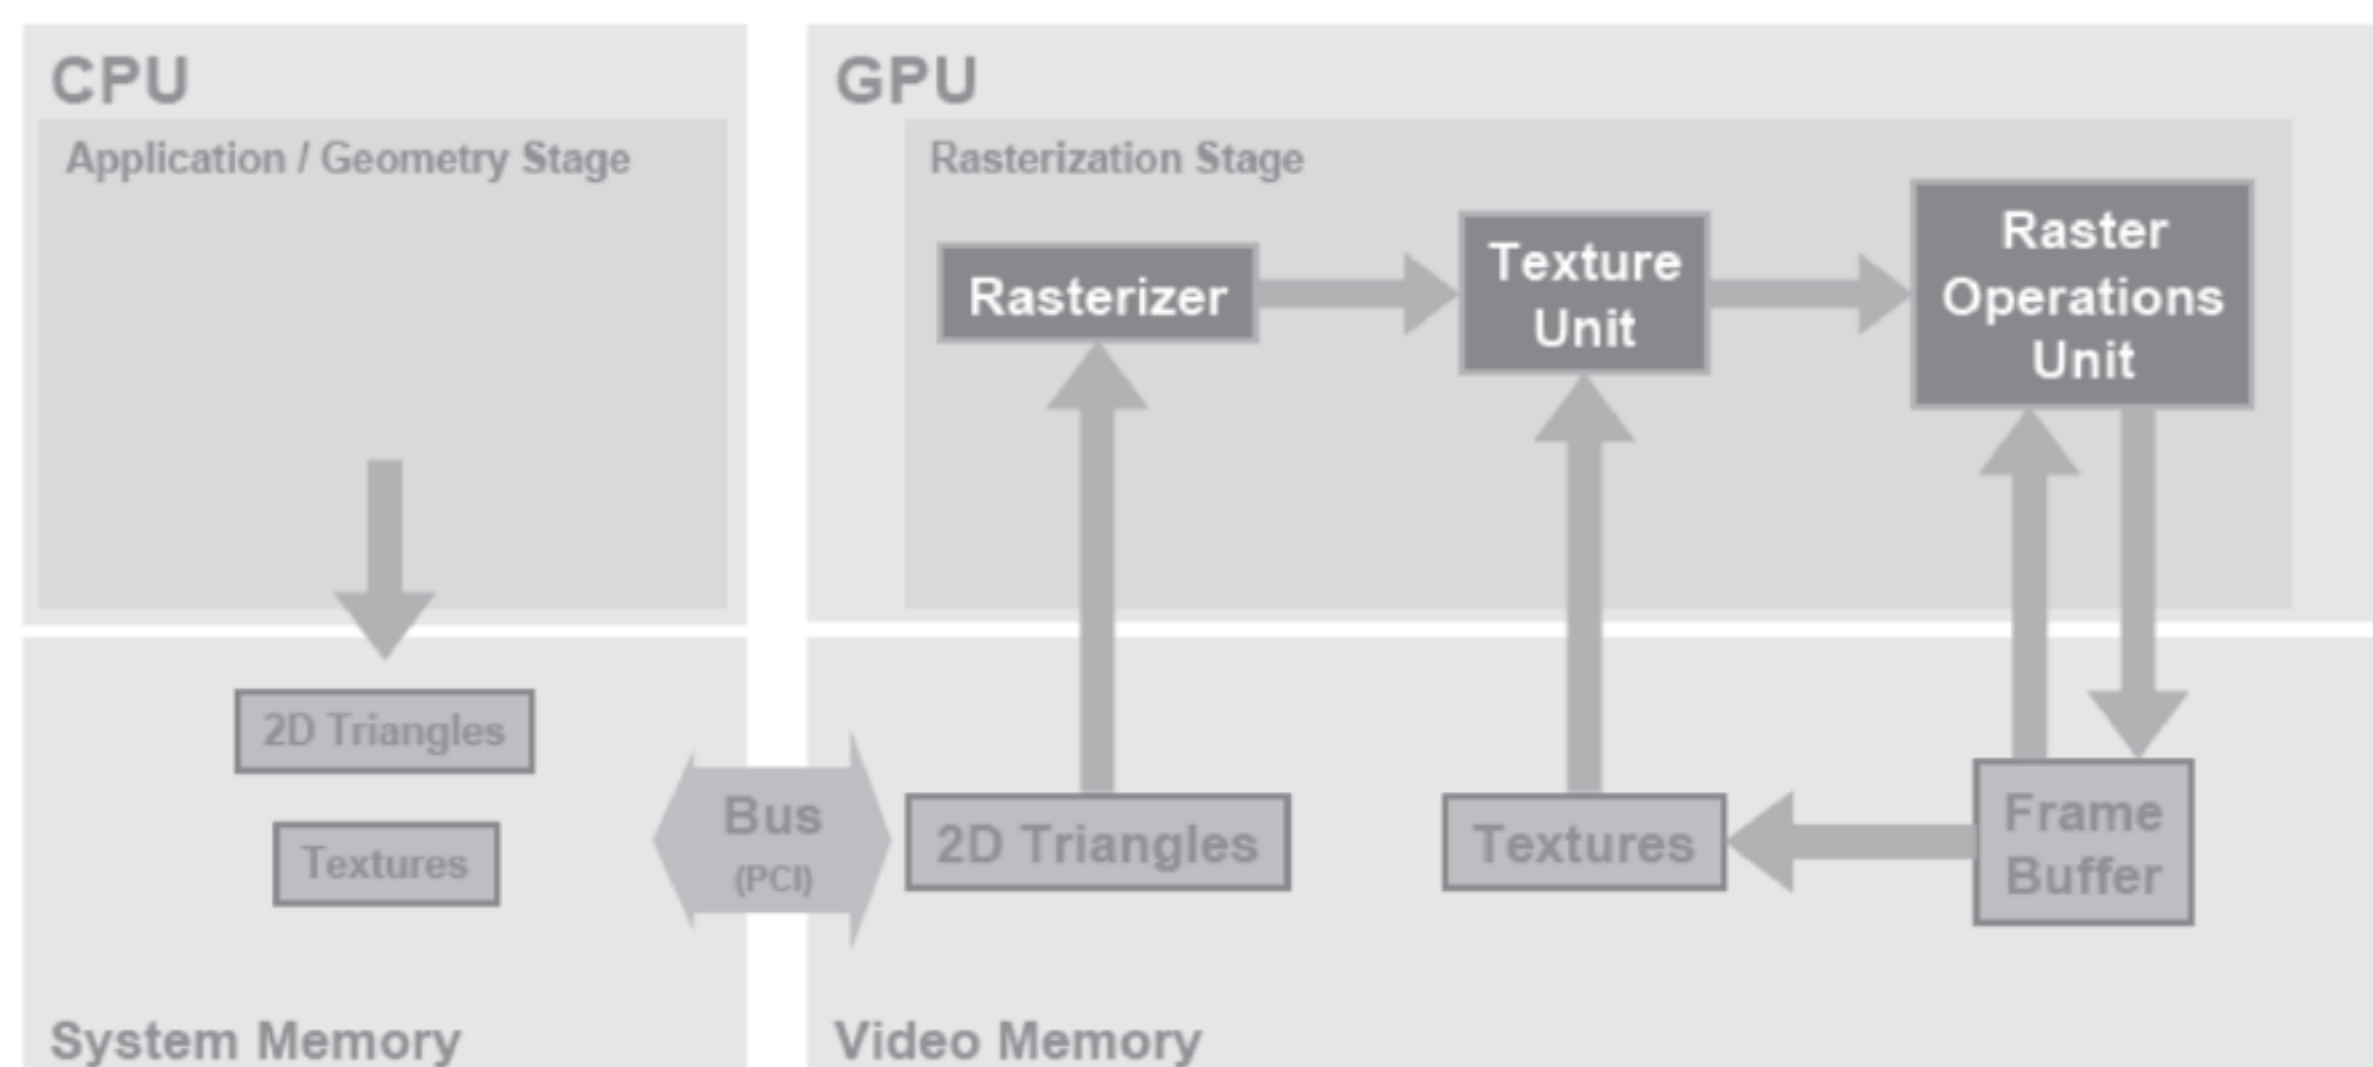 CPU
Application / Geometry Stage
GPU
Rasterization Stage
Rasterizer
Texture
Unit
Raster
Operations
Unit
2D Triangles
Textures
Bus
(PCI)
2D Triangles
Textures
Frame
Buffer
System Memory
Video Memory